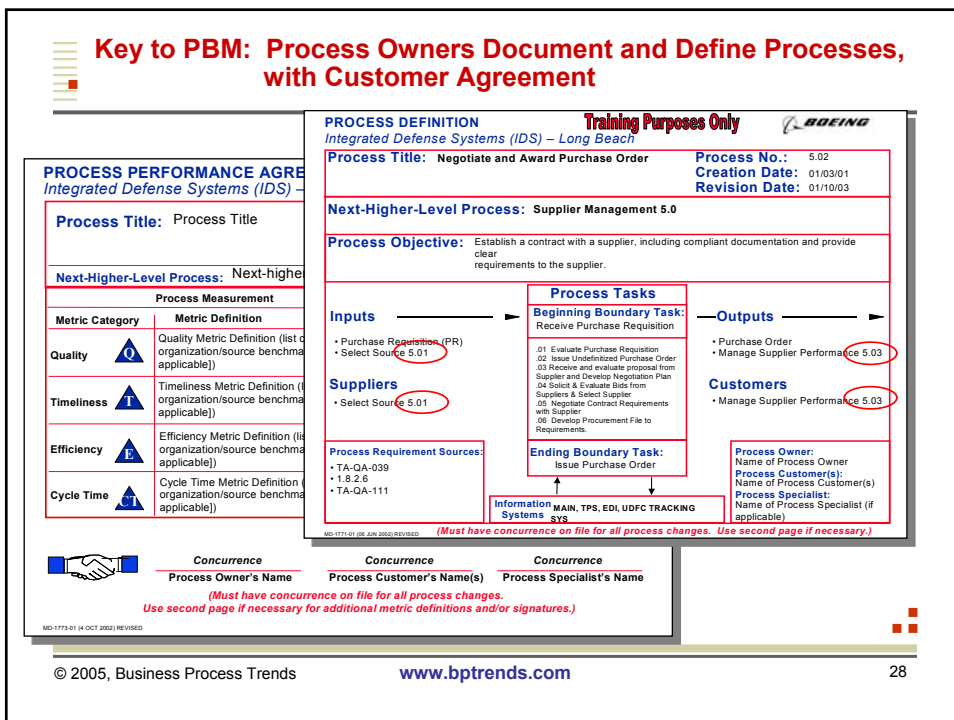 Key to PBM: Process Owners Document and Define Processes,
with Customer Agreement
PROCESS DEFINITION
Training Purposes Only
BOEING
Integrated Defense Systems (IDS) – Long Beach
Process Title: Negotiate and Award Purchase Order
Process No.: 5.02
Creation Date: 01/03/01
Revision Date: 01/10/03
Next-Higher-Level Process: Supplier Management 5.0
Process Objective: Establish a contract with a supplier, including compliant documentation and provide
clear
requirements to the supplier.
Inputs
• Purchase Requisition (PR)
• Select Source 5.01
Suppliers
• Select Source 5.01
Process Tasks
Beginning Boundary Task:
Receive Purchase Requisition
.01 Evaluate Purchase Requisition
.02 Issue Undefinitized Purchase Order
.03 Receive and evaluate proposal from
Supplier and Develop Negotiation Plan
.04 Solicit & Evaluate Bids from
Suppliers & Select Supplier
.05 Negotiate Contract Requirements
with Supplier
.06 Develop Procurement File to
Requirements.
Ending Boundary Task:
Issue Purchase Order
Outputs
• Purchase Order
• Manage Supplier Performance 5.03
Customers
• Manage Supplier Performance 5.03
Process Requirement Sources:
• TA-QA-039
• 1.8.2.6
• TA-QA-111
Information
Systems
MAIN, TPS, EDI, UDFC TRACKING
SYS
Process Owner:
Name of Process Owner
Process Customer(s):
Name of Process Customer(s)
Process Specialist:
Name of Process Specialist (if
applicable)
MD-1771-01 (08 JUN 2002) REVISED
(Must have concurrence on file for all process changes. Use second page if necessary.)
PROCESS PERFORMANCE AGRE
Integrated Defense Systems (IDS) –
Process Title: Process Title
Next-Higher-Level Process: Next-highe
Process Measurement
Metric Category
Metric Definition
Quality
Q
Quality Metric Definition (list o
organization/source benchma
applicable])
Timeliness
T
Timeliness Metric Definition (l
organization/source benchma
applicable])
Efficiency
E
Efficiency Metric Definition (lis
organization/source benchma
applicable])
Cycle Time
CT
Cycle Time Metric Definition (
organization/source benchma
applicable])
Concurrence
Process Owner's Name
Concurrence
Process Customer's Name(s)
Concurrence
Process Specialist's Name
(Must have concurrence on file for all process changes.
Use second page if necessary for additional metric definitions and/or signatures.)
MD-1773-01 (4 OCT 2002) REVISED
© 2005, Business Process Trends
www.bptrends.com
28